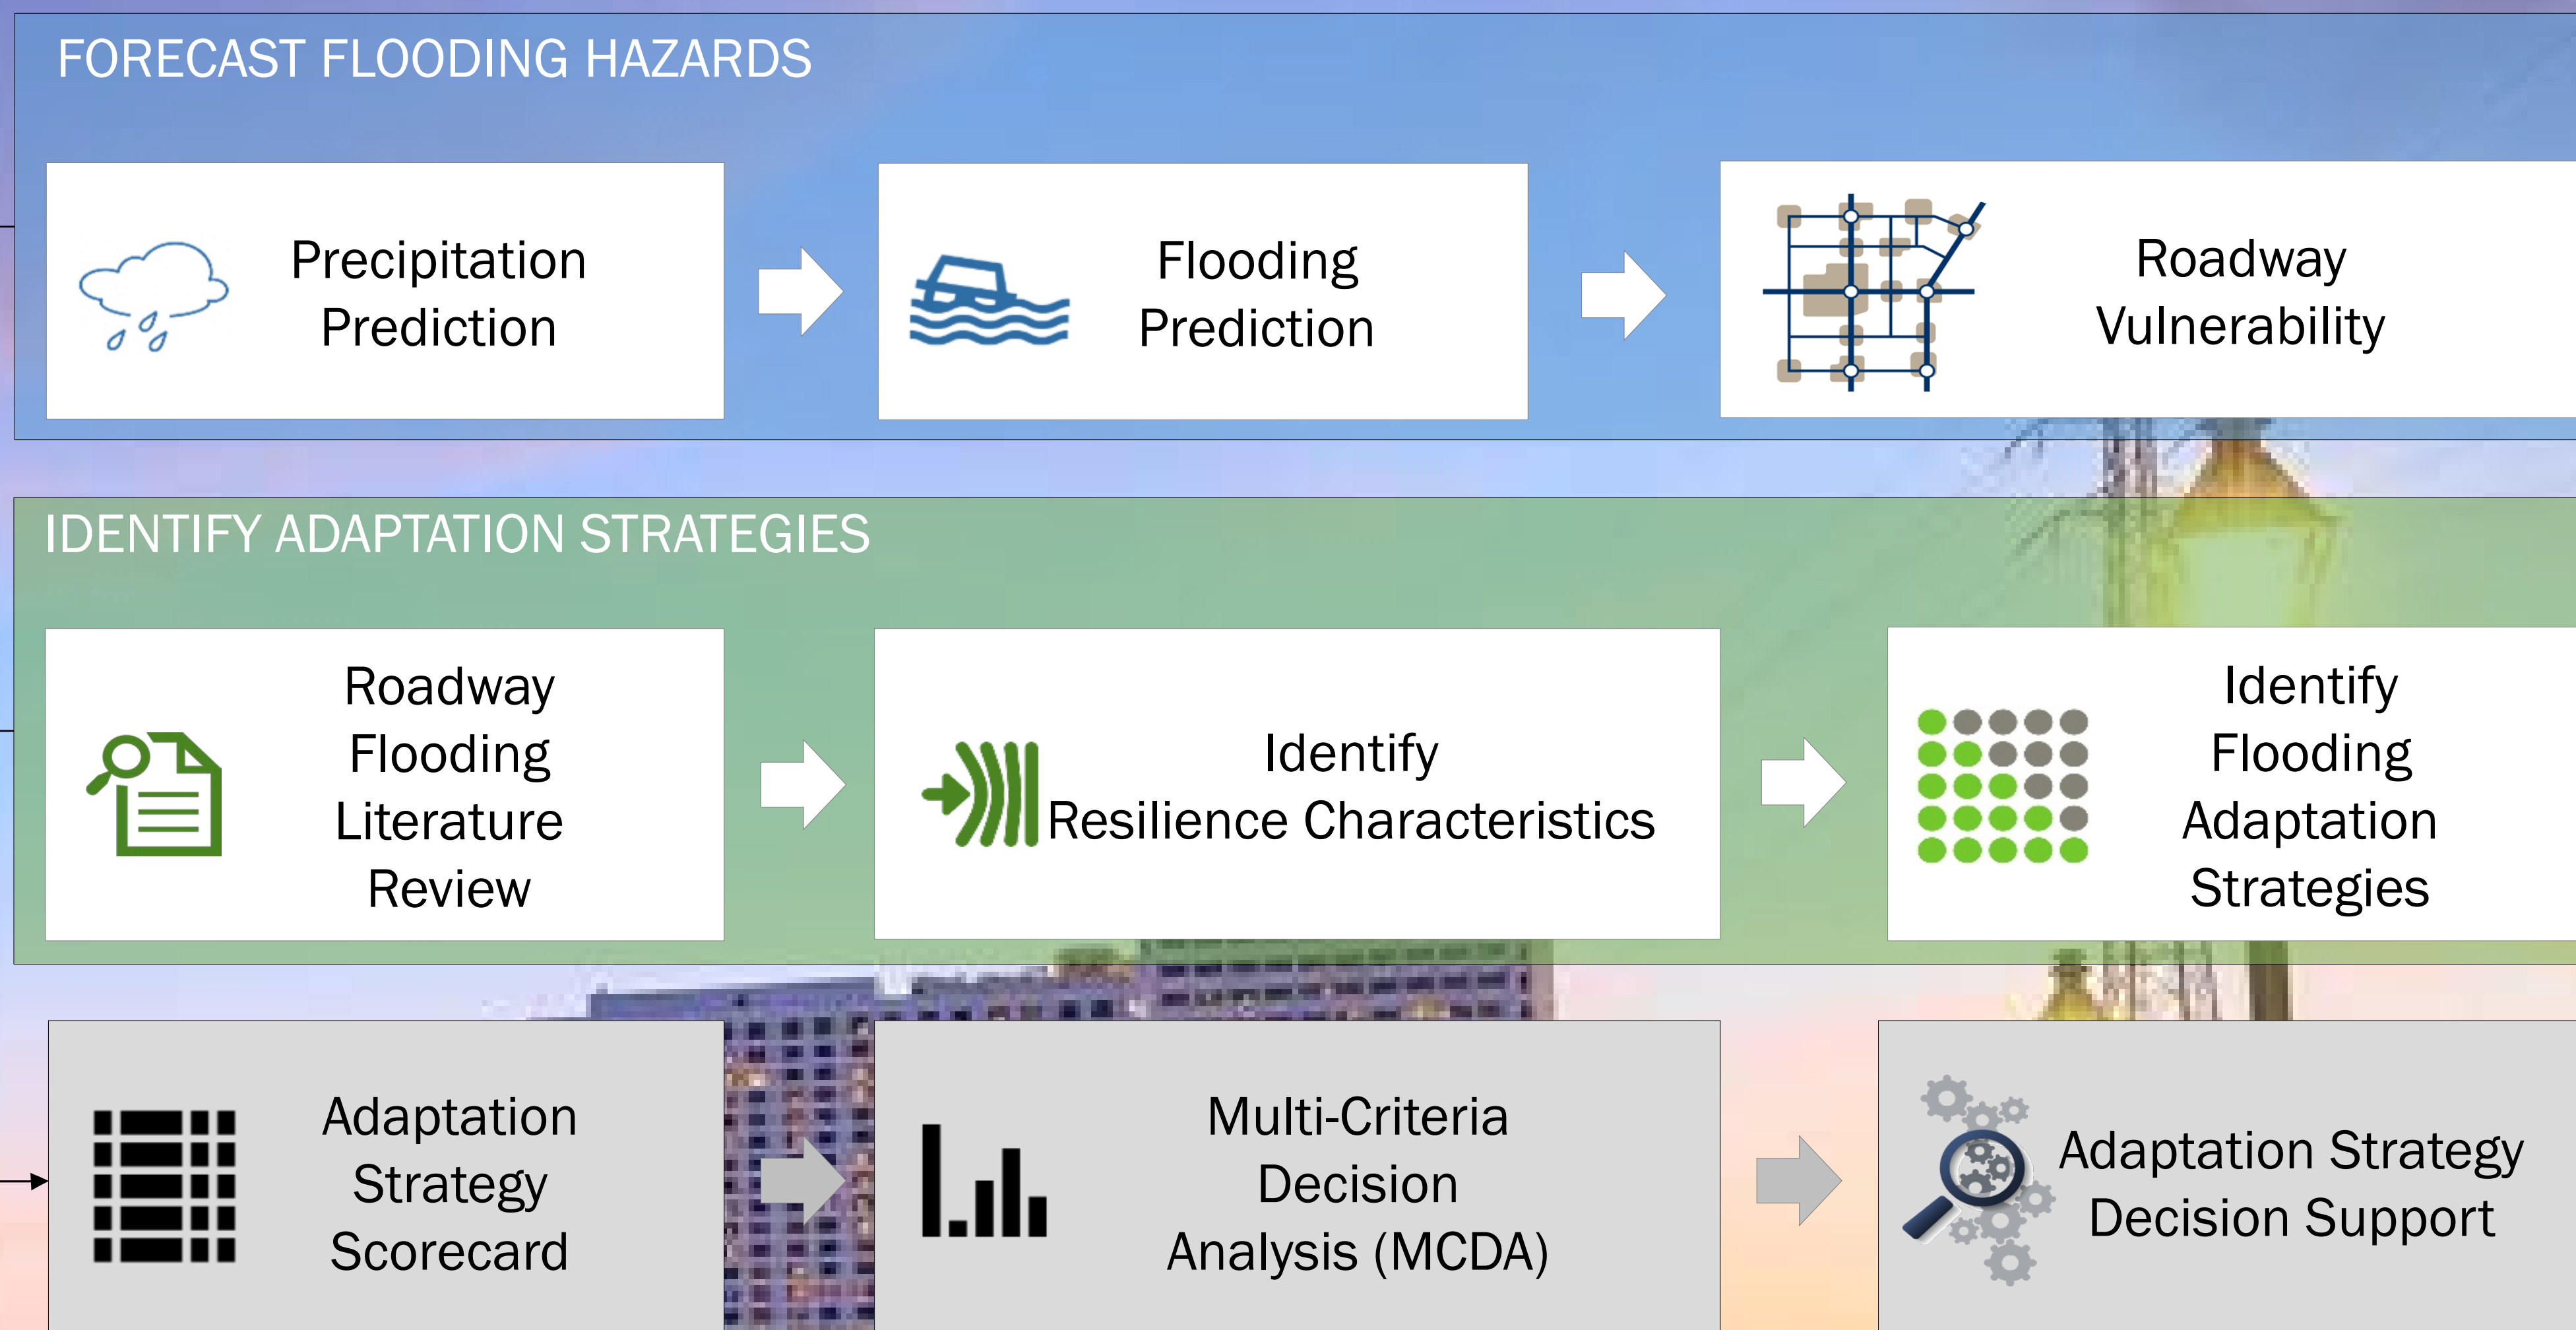 FORECAST FLOODING HAZARDS
Precipitation
Prediction
Flooding
Prediction
Roadway
Vulnerability
IDENTIFY ADAPTATION STRATEGIES
Roadway
Flooding
Literature
Review
Identify
Resilience Characteristics
Identify
Flooding
Adaptation
Strategies
Adaptation
Strategy
Scorecard
Multi-Criteria
Decision
Analysis (MCDA)
Adaptation Strategy
Decision Support